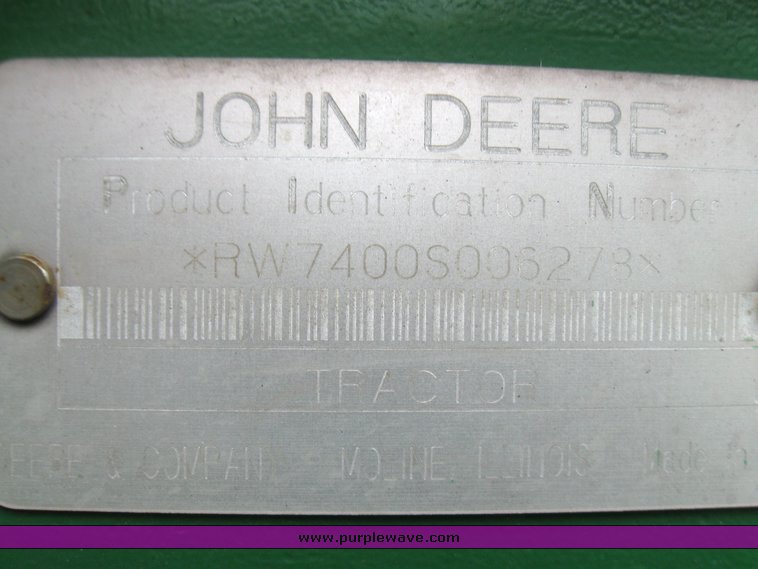 JOHN DEERE
Product Identification Number
*RW7400S006278*
TRACTOR
DEERE & COMPANY MOLINE, ILLINOIS Made in
www.purplewave.com